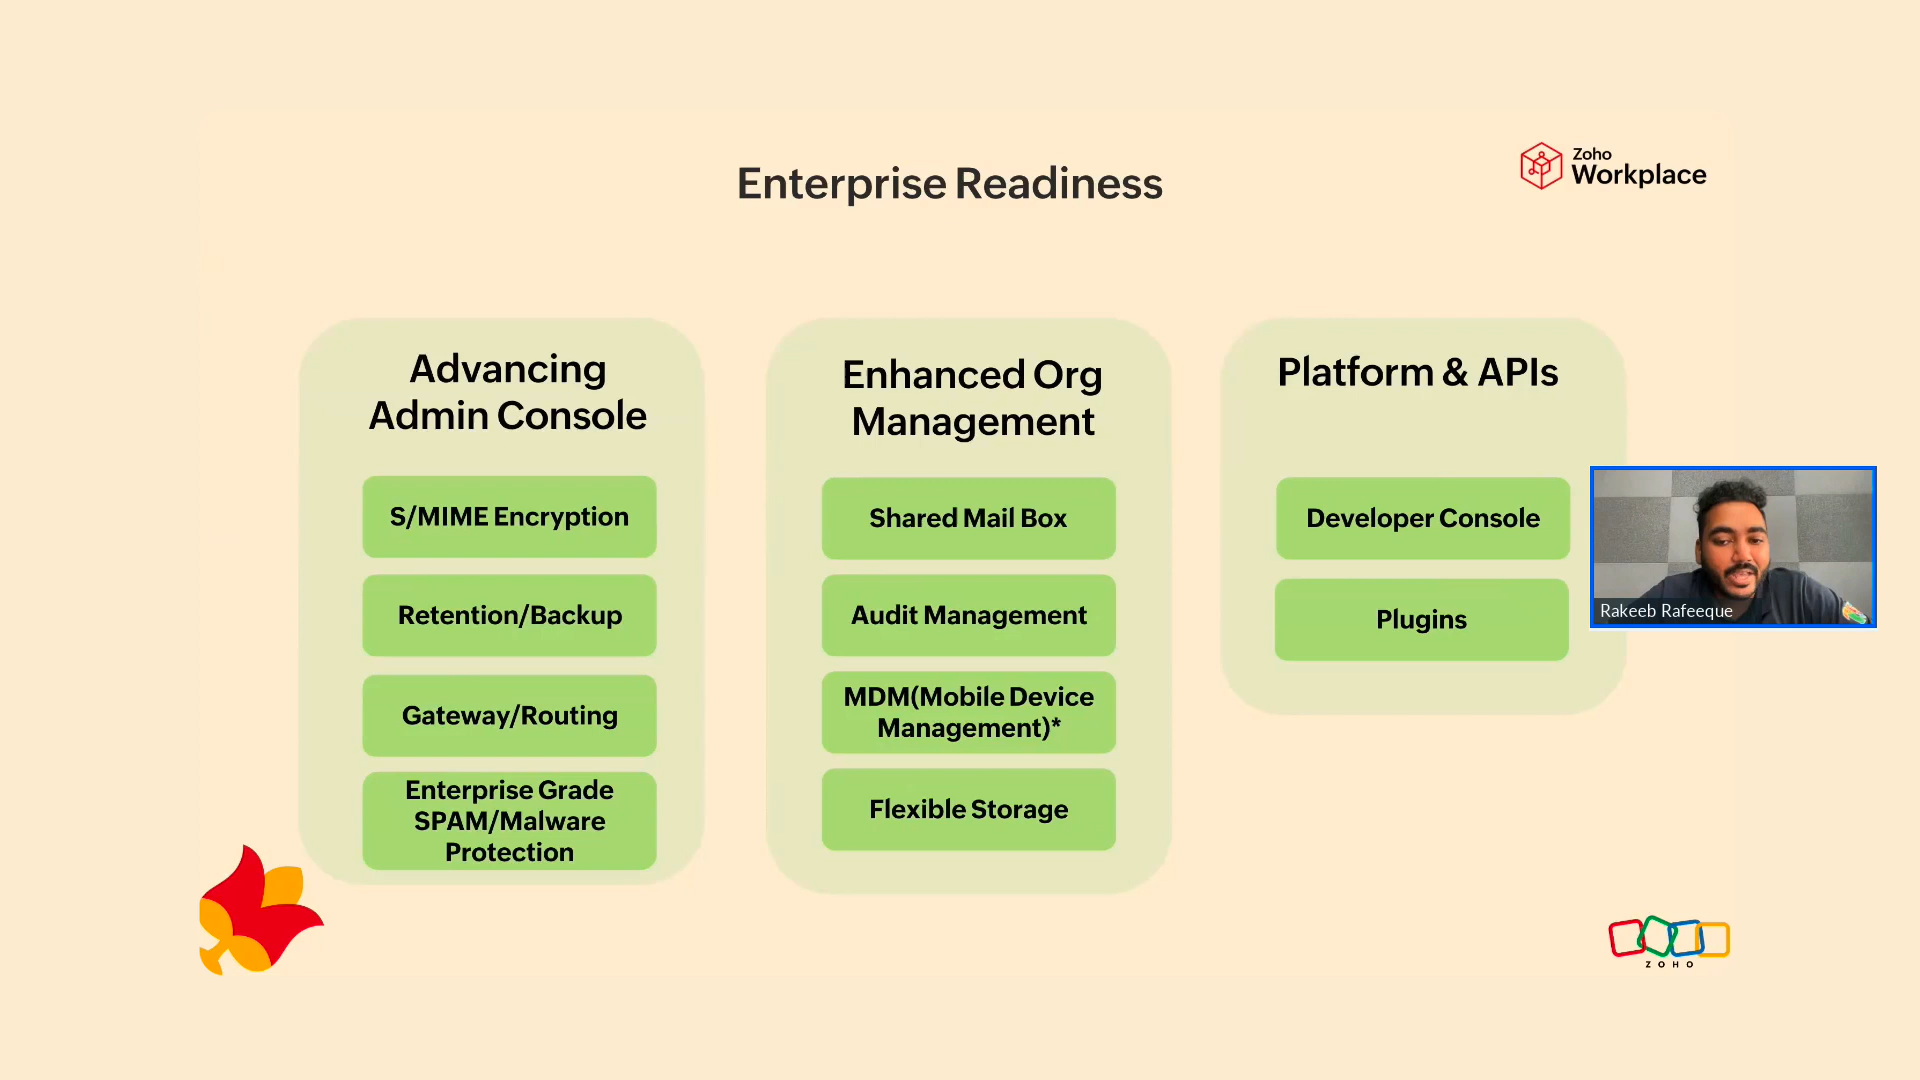 Enterprise Readiness
Zoho
Workplace
Advancing
Admin Console
S/MIME Encryption
Retention/Backup
Gateway/Routing
Enterprise Grade
SPAM/Malware
Protection
Enhanced Org
Management
Shared Mail Box
Audit Management
MDM(Mobile Device
Management)*
Flexible Storage
Platform & APIs
Developer Console
Plugins
Rakeeb Rafeeque
ZOHO